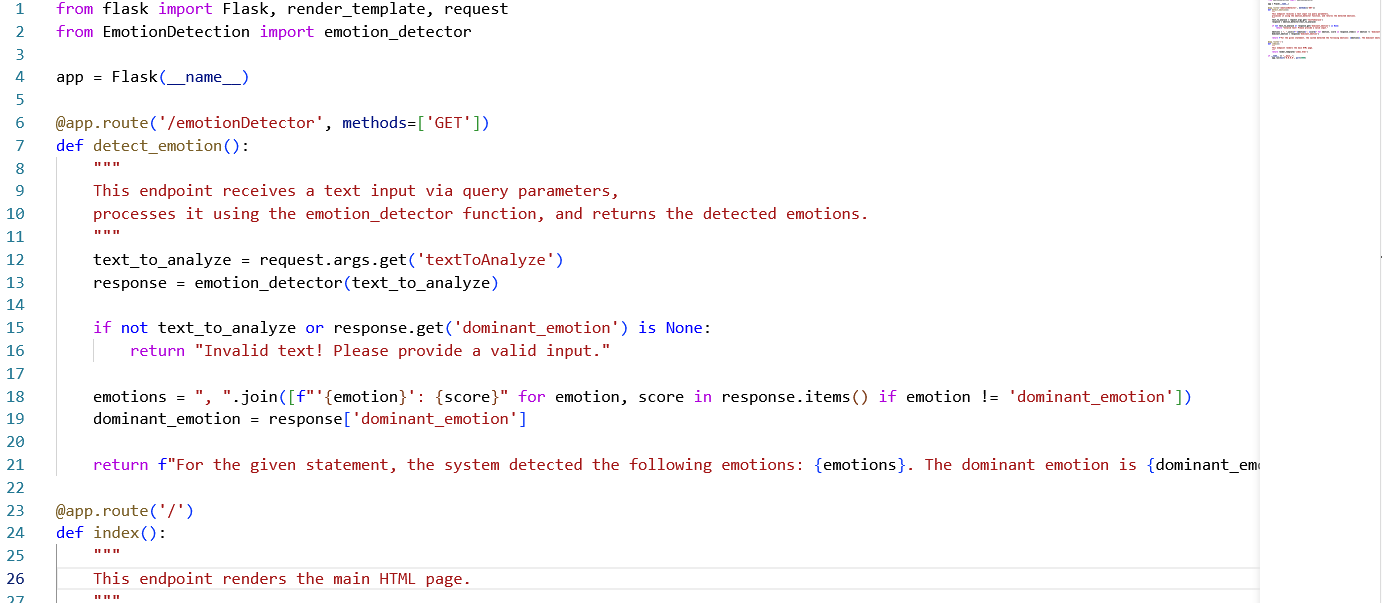 1 from flask import Flask, render_template, request
2 from EmotionDetection import emotion_detector
3
4 app = Flask(__name__)
5
6 @app.route('/emotionDetector', methods=['GET'])
7 def detect_emotion():
8     """
9     This endpoint receives a text input via query parameters,
10     processes it using the emotion_detector function, and returns the detected emotions.
11     """
12     text_to_analyze = request.args.get('textToAnalyze')
13     response = emotion_detector(text_to_analyze)
14
15     if not text_to_analyze or response.get('dominant_emotion') is None:
16         return "Invalid text! Please provide a valid input."
17
18     emotions = ", ".join([f"'{emotion}': {score}" for emotion, score in response.items() if emotion != 'dominant_emotion'])
19     dominant_emotion = response['dominant_emotion']
20
21     return f"For the given statement, the system detected the following emotions: {emotions}. The dominant emotion is {dominant_emo
22
23 @app.route('/')
24 def index():
25     """
26     This endpoint renders the main HTML page.
27     """